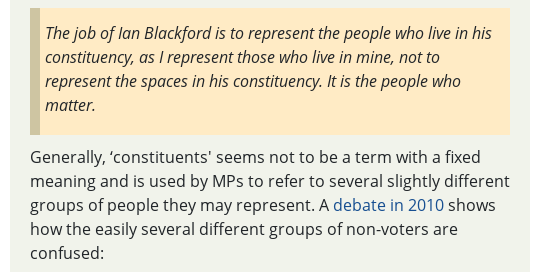 The job of Ian Blackford is to represent the people who live in his
constituency, as I represent those who live in mine, not to
represent the spaces in his constituency. It is the people who
matter.
Generally, ‘constituents' seems not to be a term with a fixed
meaning and is used by MPs to refer to several slightly different
groups of people they may represent. A debate in 2010 shows
how the easily several different groups of non-voters are
confused: